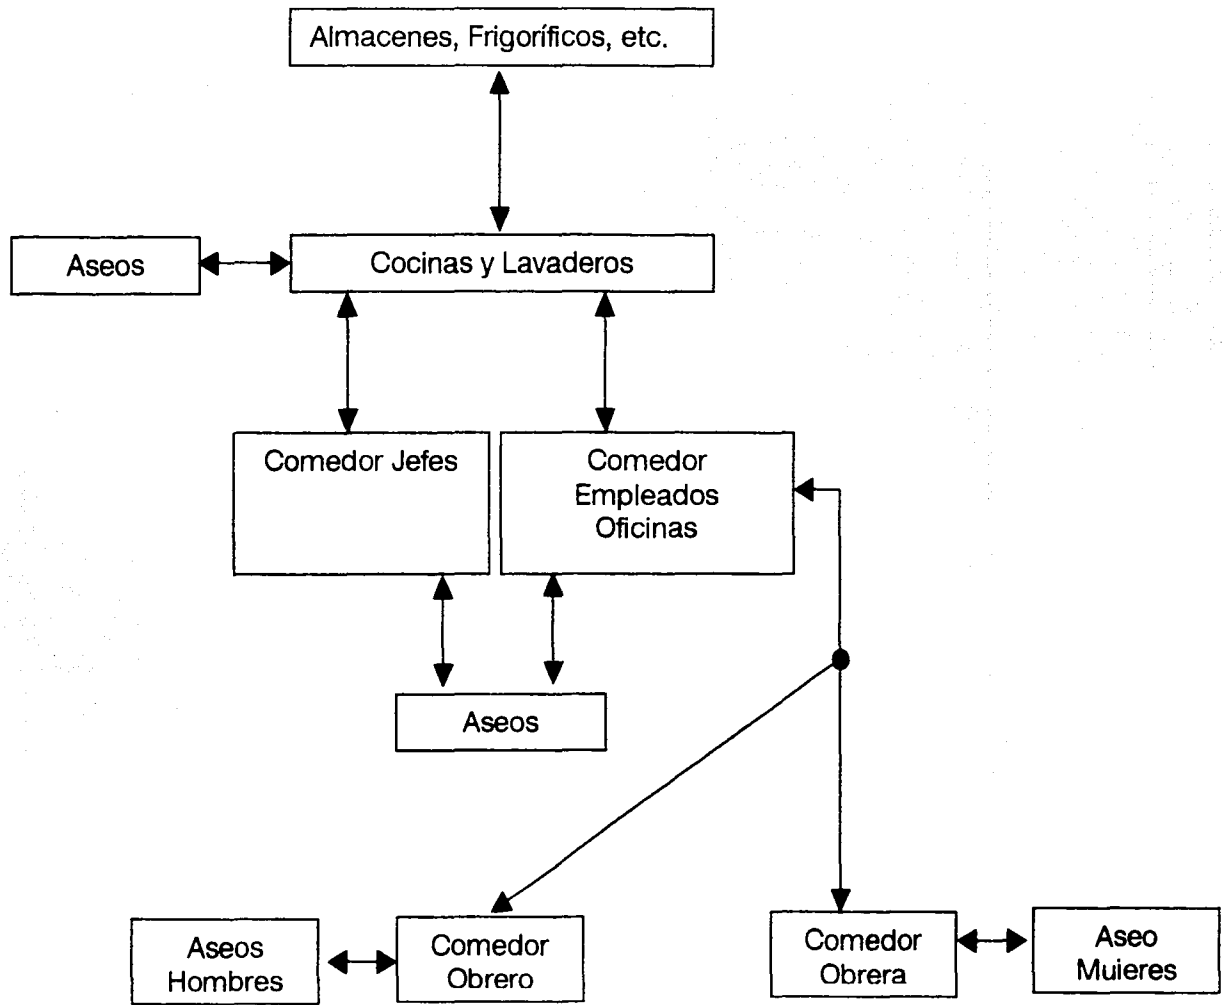 Almacenes, Frigoríficos, etc.
Aseos
Cocinas y Lavaderos
Comedor Jefes
Comedor
Empleados
Oficinas
Aseos
Aseos
Hombres
Comedor
Obrero
Comedor
Obrera
Aseo
Muieres